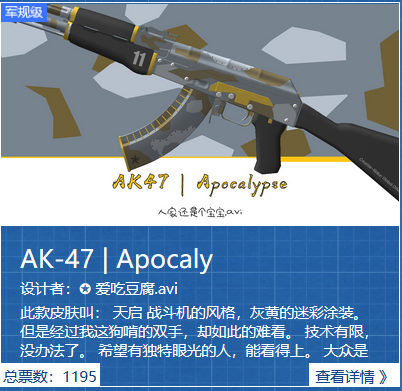 军规级
11
AK47 | Apocalypse
人家还是个宝宝.avi
AK-47 | Apocaly
设计者：✪ 爱吃豆腐.avi
此款皮肤叫： 天启 战斗机的风格，灰黄的迷彩涂装。
但是经过我这狗啃的双手，却如此的难看。 技术有限，
没办法了。 希望有独特眼光的人，能看得上。 大众是
总票数：1195
查看详情 》